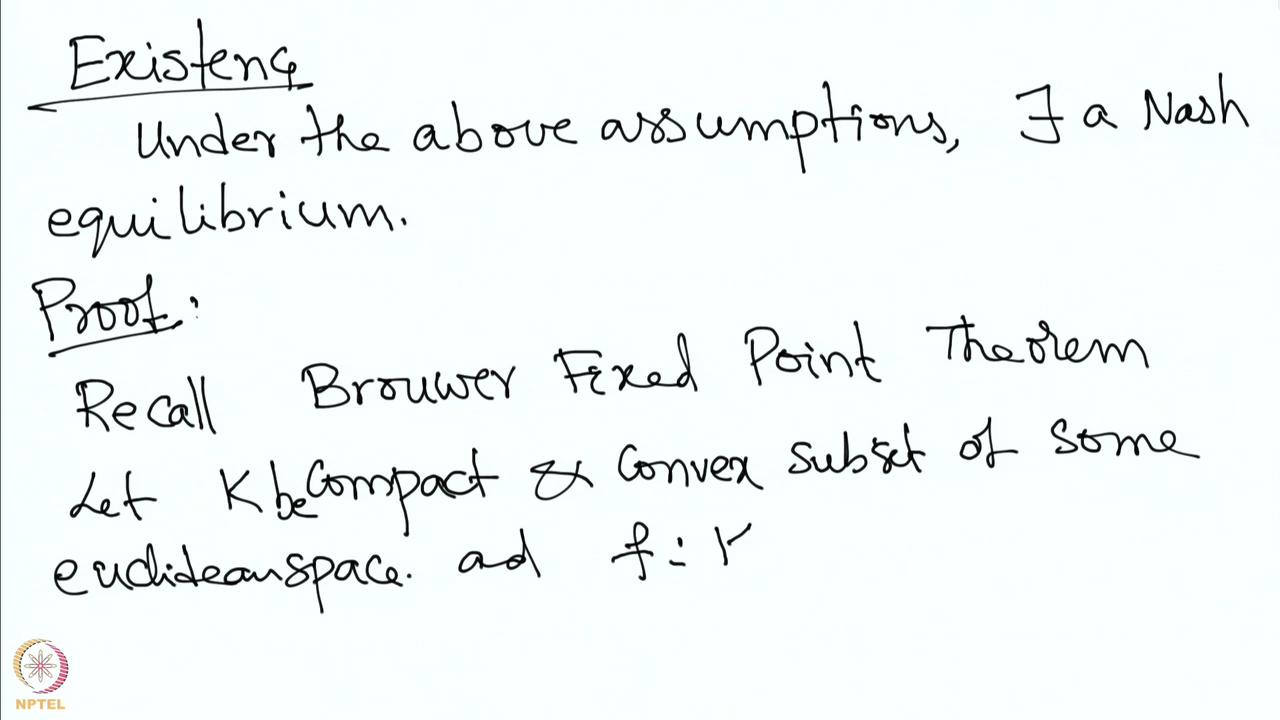 Existence
Under the above assumptions, ∃ a Nash
equilibrium.
Proof:
Recall Brouwer Fixed Point Theorem
Let K be Compact & Convex subset of some
euclidean space. and f: K
NPTEL